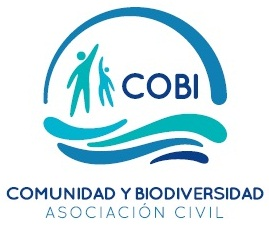 COBI
COMUNIDAD Y BIODIVERSIDAD
ASOCIACIÓN CIVIL